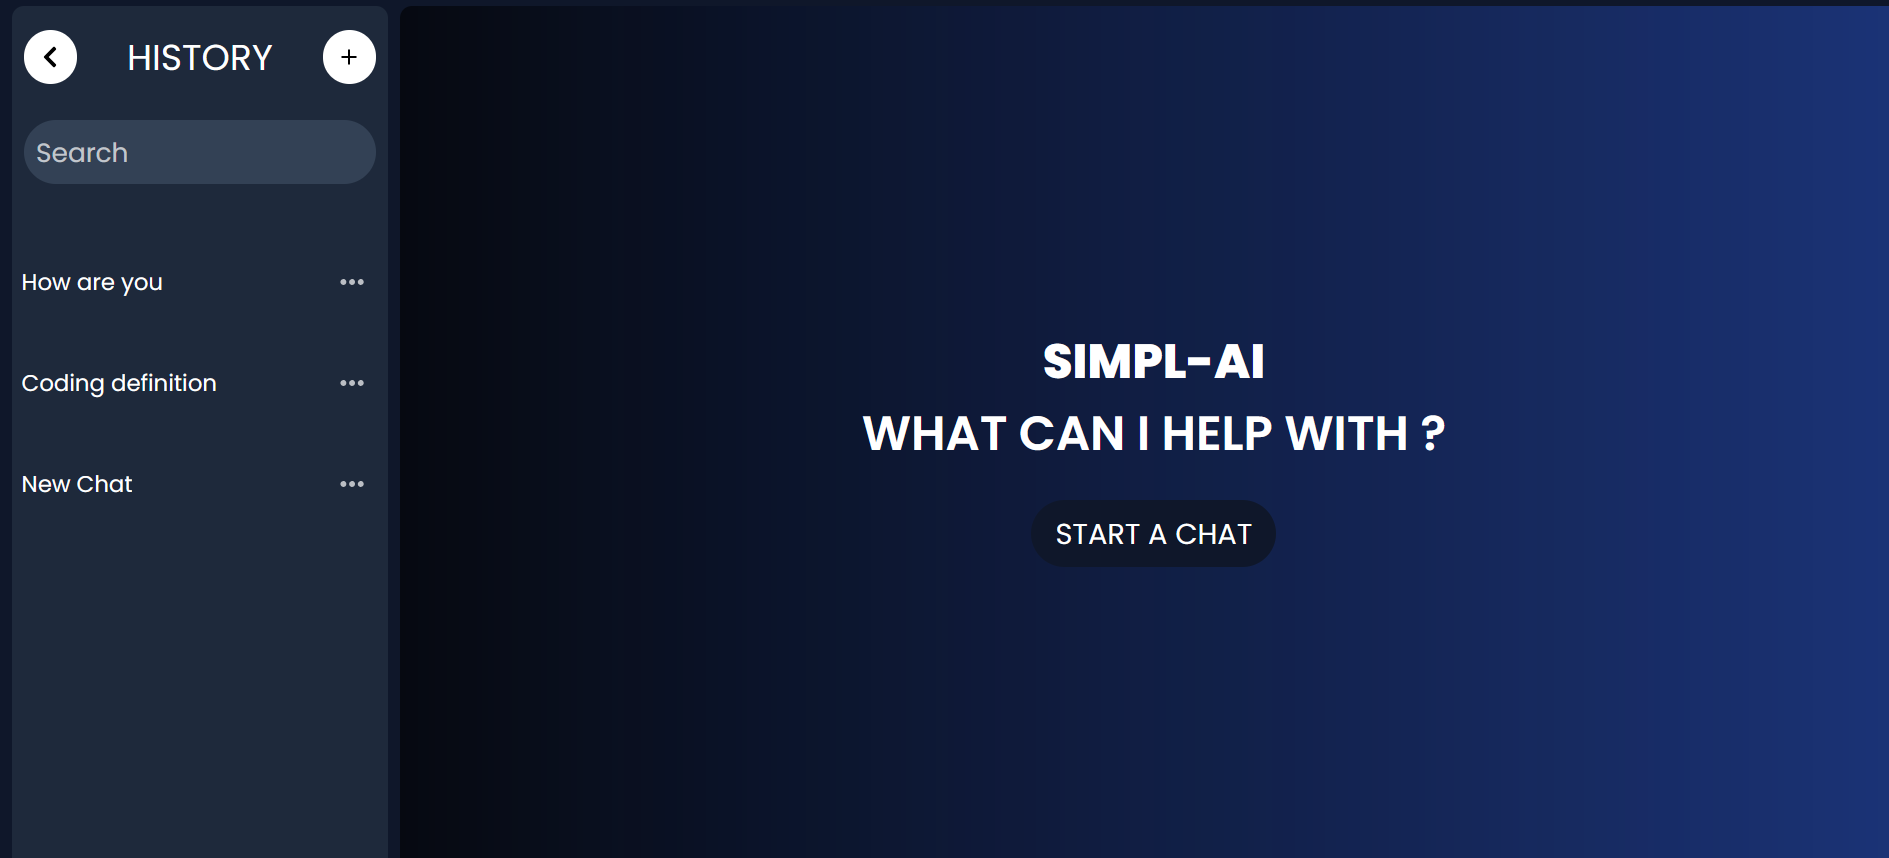 HISTORY
Search
How are you
Coding definition
New Chat
SIMPL-AI
WHAT CAN I HELP WITH ?
START A CHAT